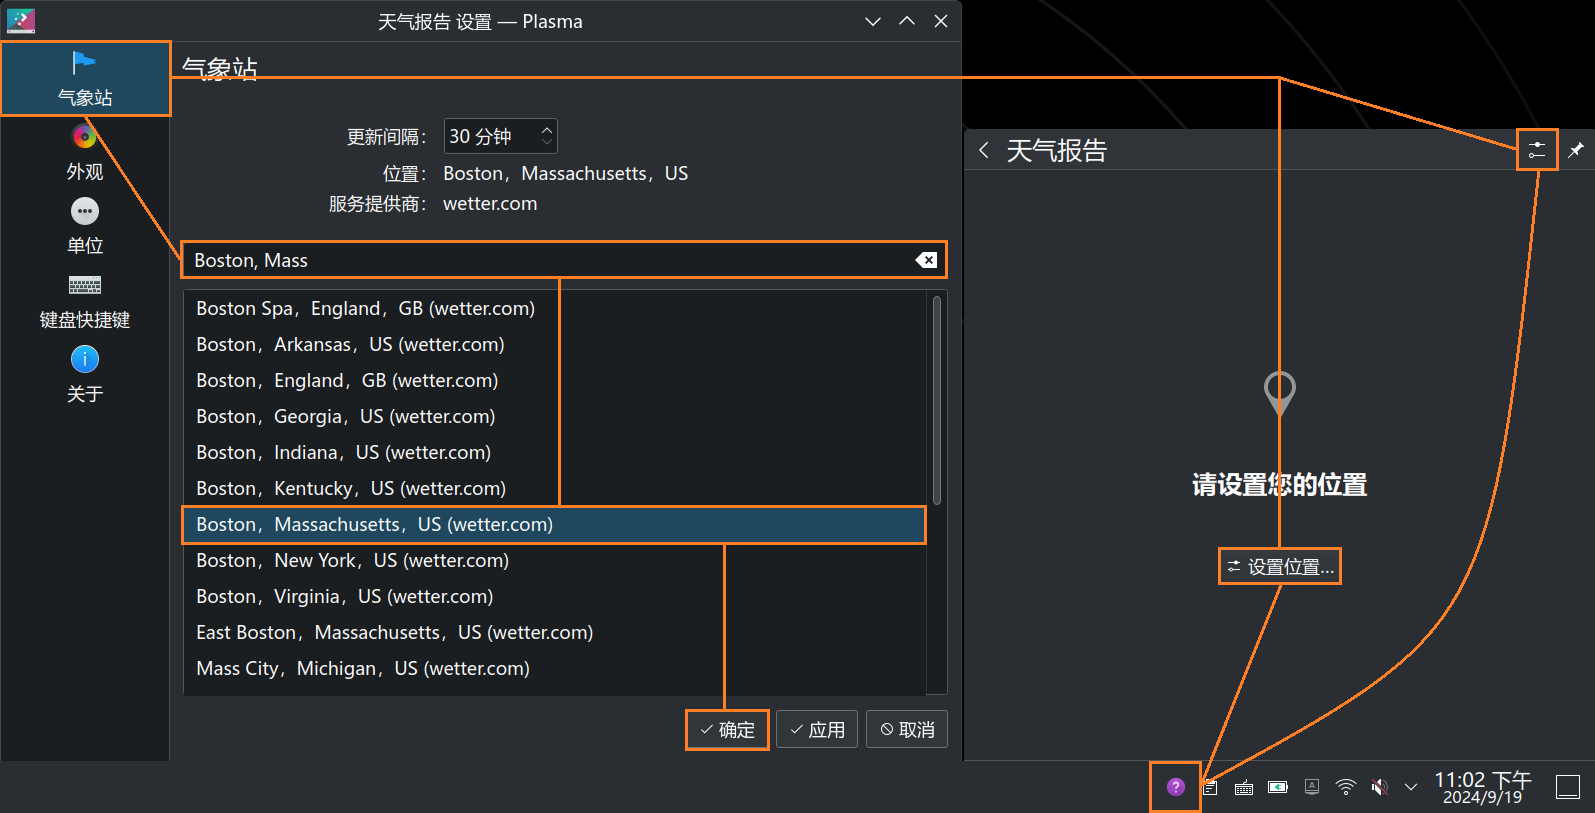 天气报告 设置 — Plasma
气象站
外观
单位
键盘快捷键
关于
气象站
更新间隔：
30 分钟
位置：
Boston，Massachusetts，US
服务提供商：
wetter.com
Boston, Mass
Boston Spa，England，GB (wetter.com)
Boston，Arkansas，US (wetter.com)
Boston，England，GB (wetter.com)
Boston，Georgia，US (wetter.com)
Boston，Indiana，US (wetter.com)
Boston，Kentucky，US (wetter.com)
Boston，Massachusetts，US (wetter.com)
Boston，New York，US (wetter.com)
Boston，Virginia，US (wetter.com)
East Boston，Massachusetts，US (wetter.com)
Mass City，Michigan，US (wetter.com)
确定
应用
取消
天气报告
请设置您的位置
设置位置...
11:02 下午
2024/9/19